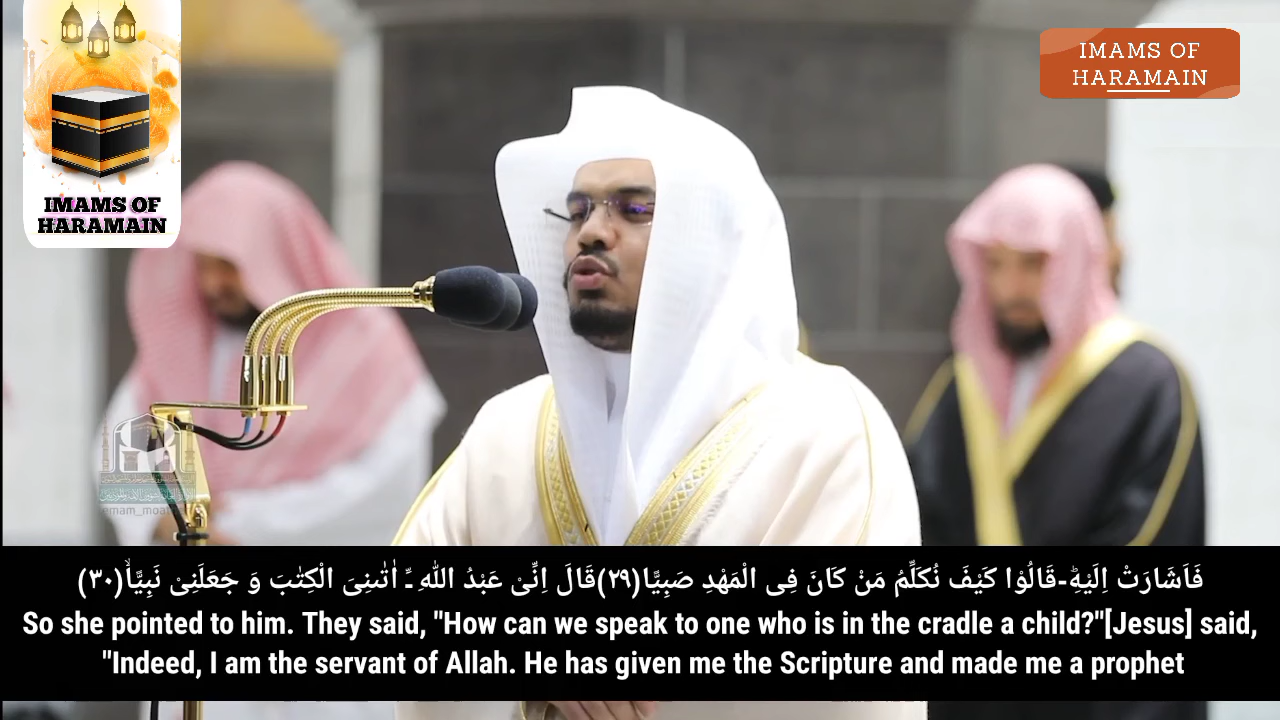 IMAMS OF
HARAMAIN
IMAMS OF
HARAMAIN
emam_moa
فَاَشَارَتْ اِلَیْهِؕ-قَالُوْا كَیْفَ نُكَلِّمُ مَنْ كَانَ فِی الْمَهْدِ صَبِیًّا(۲۹)قَالَ اِنِّیْ عَبْدُ اللّٰهِ ﳴ اٰتٰىنِیَ الْكِتٰبَ وَ جَعَلَنِیْ نَبِیًّاۙ(۳۰)
So she pointed to him. They said, "How can we speak to one who is in the cradle a child?"[Jesus] said,
"Indeed, I am the servant of Allah. He has given me the Scripture and made me a prophet